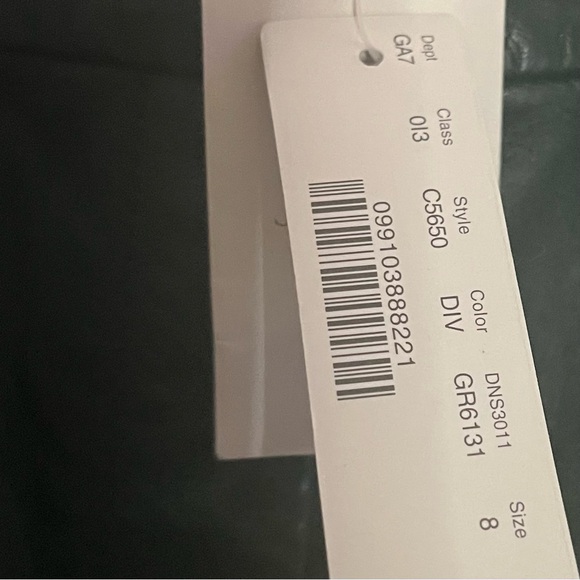 Dept Class Style Color DNS3011 Size
GA7 013 C5650 DIV GR6131 8
099103888221